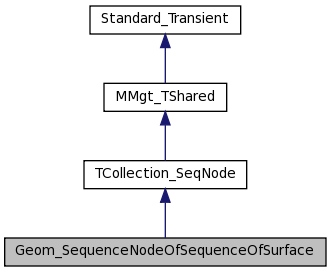 Standard_Transient
MMgt_TShared
TCollection_SeqNode
Geom_SequenceNodeOfSequenceOfSurface